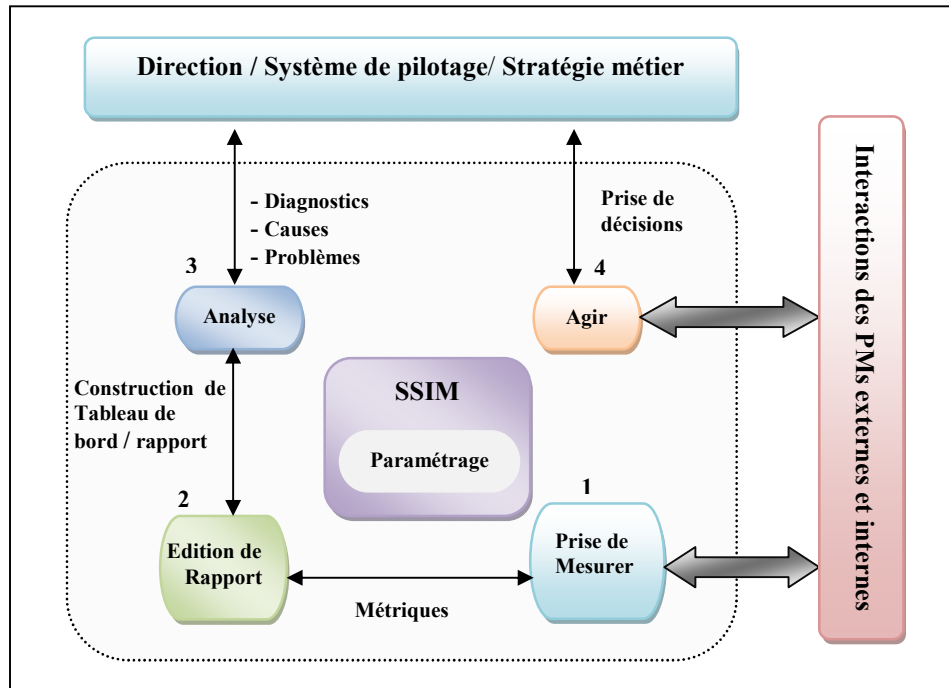 Direction / Système de pilotage/ Stratégie métier
- Diagnostics
- Causes
- Problèmes
Prise de
décisions
3
4
Analyse
Agir
Construction de
Tableau de
bord / rapport
SSIM
Paramétrage
2
1
Edition de
Rapport
Prise de
Mesurer
Métriques
Interactions des PMs externes et internes